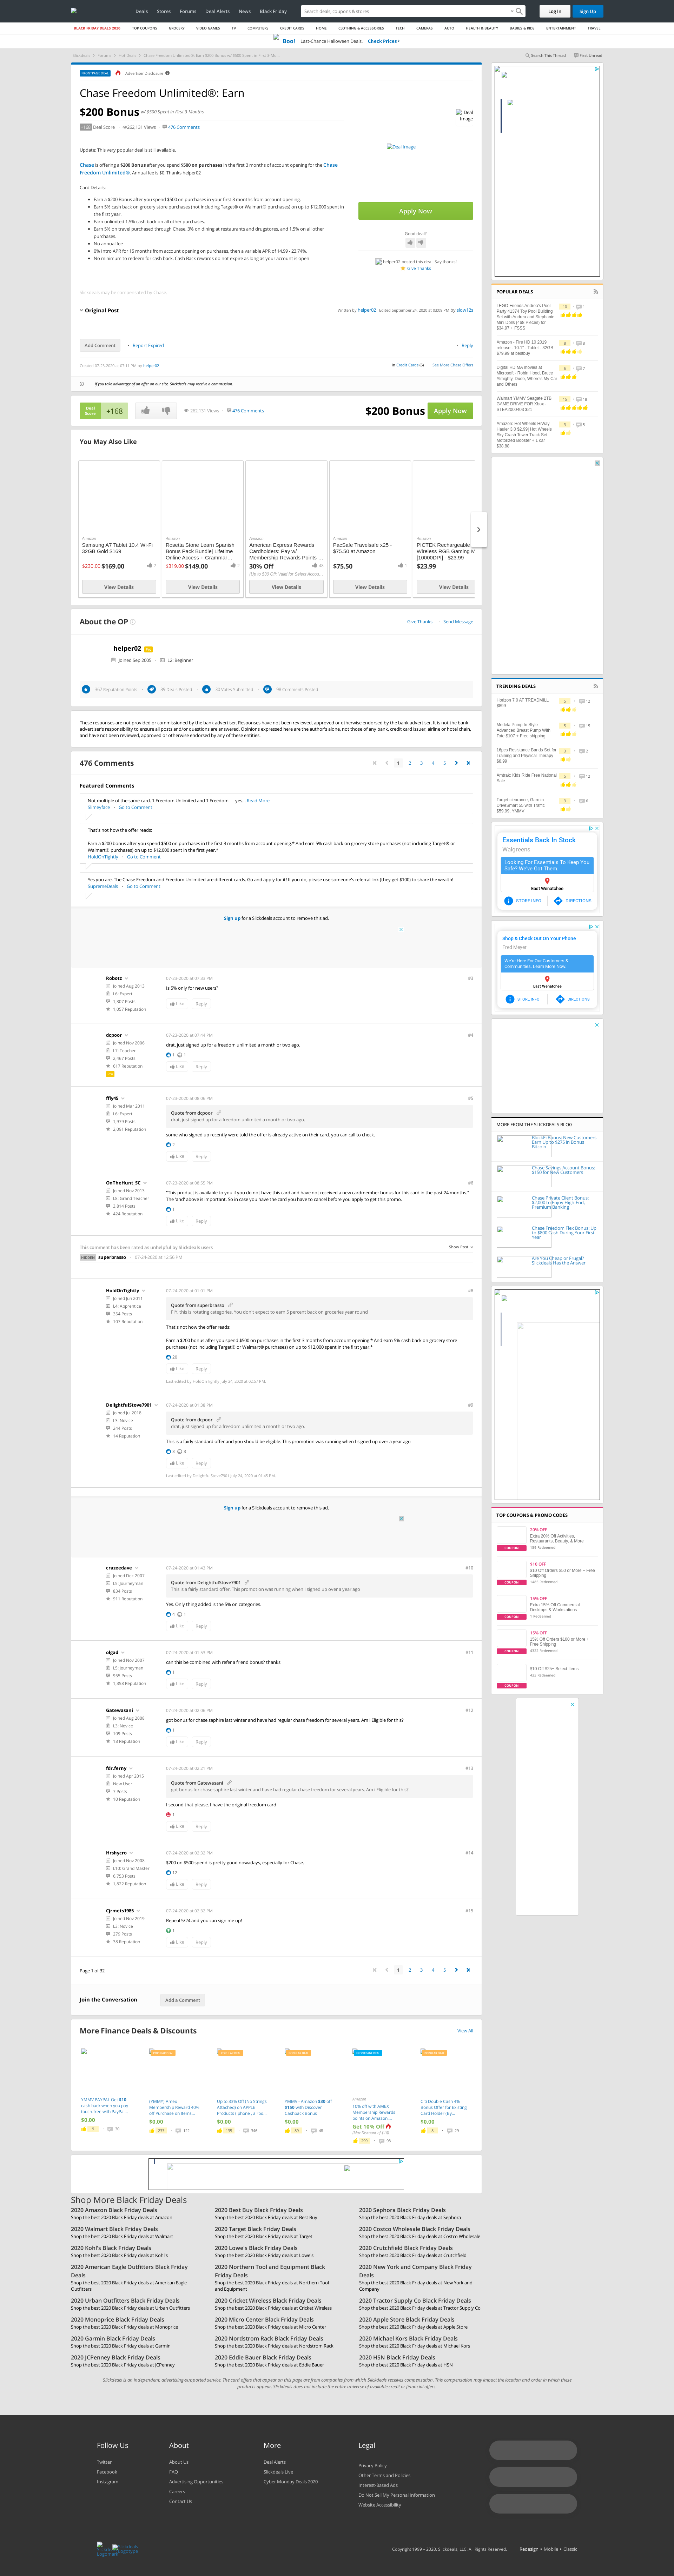 Deals Stores Forums Deal Alerts News Black Friday
Search deals, coupons & stores
Log In
Sign Up
BLACK FRIDAY DEALS 2020 TOP COUPONS GROCERY VIDEO GAMES TV COMPUTERS CREDIT CARDS HOME CLOTHING & ACCESSORIES TECH CAMERAS AUTO HEALTH & BEAUTY BABIES & KIDS ENTERTAINMENT TRAVEL
Boo! Last Chance Halloween Deals. Check Prices
Search This Thread
First Unread
Advertiser Disclosure
Chase Freedom Unlimited®: Earn
$200 Bonus w/ $500 Spent in First 3-Months
+168 Deal Score 262,131 Views 476 Comments
Deal Image
Update: This very popular deal is still available.
Chase is offering a $200 Bonus after you spend $500 on purchases in the first 3 months of account opening for the Chase Freedom Unlimited®. Annual fee is $0. Thanks helper02
Card Details:
Earn a $200 Bonus after you spend $500 on purchases in your first 3 months from account opening.
Earn 5% cash back on grocery store purchases (not including Target® or Walmart® purchases) on up to $12,000 spent in the first year.
Earn unlimited 1.5% cash back on all other purchases.
Earn 5% on travel purchased through Chase, 3% on dining at restaurants and drugstores, and 1.5% on all other purchases.
No annual fee
0% Intro APR for 15 months from account opening on purchases, then a variable APR of 14.99 - 23.74%.
No minimum to redeem for cash back. Cash Back rewards do not expire as long as your account is open
Deal Image
Apply Now
Good deal?
helper02 posted this deal. Say thanks!
Give Thanks
Slickdeals may be compensated by Chase.
Original Post
Written by helper02 Edited September 24, 2020 at 03:09 PM by slow12s
Add Comment
Report Expired
Reply
Created 07-23-2020 at 07:11 PM by helper02
in Credit Cards (6) See More Chase Offers
If you take advantage of an offer on our site, Slickdeals may receive a commission.
Deal Score +168
262,131 Views 476 Comments
$200 Bonus Apply Now
You May Also Like
Amazon
Samsung A7 Tablet 10.4 Wi-Fi 32GB Gold $169
$230.00 $169.00
View Details
Amazon
Rosetta Stone Learn Spanish Bonus Pack Bundle| Lifetime Online Access + Grammar...
$319.00 $149.00
View Details
Amazon
American Express Rewards Cardholders: Pay w/ Membership Rewards Points ...
30% Off
View Details
Amazon
PacSafe Travelsafe x25 - $75.50 at Amazon
$75.50
View Details
Amazon
PICTEK Rechargeable Wireless RGB Gaming M [10000DPI] - $23.99
$23.99
View Details
About the OP
Give Thanks Send Message
helper02
Joined Sep 2005 L2: Beginner
367 Reputation Points
39 Deals Posted
39 Votes Submitted
99 Comments Posted
These responses are not provided or commissioned by the bank advertiser. Responses have not been reviewed, approved or otherwise endorsed by the bank advertiser. It is not the bank advertiser's responsibility to ensure all posts and/or questions are answered. Opinions expressed here are the author's alone, not those of any bank, credit card issuer, airline or hotel chain, and have not been reviewed, approved or otherwise endorsed by any of these entities.
476 Comments
1 2 3 4 5
Featured Comments
Not multiple of the same card. 1 Freedom Unlimited and 1 Freedom — yes... Read More
Slimeyface Go to Comment
That's not how the offer reads:
Earn a $200 bonus after you spend $500 on purchases in the first 3 months from account opening.* And earn 5% cash back on grocery store purchases (not including Target® or Walmart® purchases) on up to $12,000 spent in the first year.*
HoldOnTightly Go to Comment
Yes you are. The Chase Freedom and Freedom Unlimited are different cards. Go and apply for it! If you do, please use someone's referral link (they get $100) to share the wealth!
SupremeDeals Go to Comment
Sign up for a Slickdeals account to remove this ad.
Robotz
Joined Aug 2013
L6: Expert
1,307 Posts
1,057 Reputation
07-23-2020 at 07:33 PM #3
Is 5% only for new users?
Like Reply
dcpoor
Joined Nov 2006
L7: Teacher
2,467 Posts
617 Reputation
07-23-2020 at 07:44 PM #4
drat, just signed up for a freedom unlimited a month or two ago.
1 1
Like Reply
ffly45
Joined Mar 2011
L6: Expert
1,079 Posts
2,091 Reputation
07-23-2020 at 08:06 PM #5
Quote from dcpoor
drat, just signed up for a freedom unlimited a month or two ago.
some who signed up recently were told the offer is already active on their card. you can call to check.
2
Like Reply
OnTheHunt_SC
Joined Nov 2013
L8: Grand Teacher
3,814 Posts
424 Reputation
07-23-2020 at 08:55 PM #6
"This product is available to you if you do not have this card and have not received a new cardmember bonus for this card in the past 24 months."
The 'and' above is important. So in case you have this card you have to cancel before you apply to get this promo.
1
Like Reply
This comment has been rated as unhelpful by Slickdeals users
Show Post
HIDDEN superbrasso 07-24-2020 at 12:56 PM
HoldOnTightly
Joined Jun 2011
L4: Apprentice
354 Posts
107 Reputation
07-24-2020 at 01:01 PM #8
Quote from superbrasso
FYI, this is rotating categories. You don't expect to earn 5 percent back on groceries year round
That's not how the offer reads:
Earn a $200 bonus after you spend $500 on purchases in the first 3 months from account opening.* And earn 5% cash back on grocery store purchases (not including Target® or Walmart® purchases) on up to $12,000 spent in the first year.*
20
Like Reply
Last edited by HoldOnTightly July 24, 2020 at 02:07 PM.
DelightfulStove7901
Joined Jul 2018
L3: Novice
244 Posts
14 Reputation
07-24-2020 at 01:38 PM #9
Quote from dcpoor
drat, just signed up for a freedom unlimited a month or two ago.
This is a fairly standard offer and you should be eligible. This promotion was running when I signed up over a year ago
3 3
Like Reply
Last edited by DelightfulStove7901 July 24, 2020 at 01:40 PM.
Sign up for a Slickdeals account to remove this ad.
crazeedave
Joined Dec 2007
L5: Journeyman
834 Posts
911 Reputation
07-24-2020 at 01:49 PM #10
Quote from DelightfulStove7901
This is a fairly standard offer. This promotion was running when I signed up over a year ago
Yes. Only thing added is the 5% on categories.
4 1
Like Reply
olgad
Joined Nov 2007
L5: Journeyman
955 Posts
1,358 Reputation
07-24-2020 at 01:53 PM #11
can this be combined with refer a friend bonus? thanks
1
Like Reply
Gatewasani
Joined Aug 2008
L3: Novice
109 Posts
19 Reputation
07-24-2020 at 02:06 PM #12
got bonus for chase saphire last winter and have had regular chase freedom for several years. Am i Eligible for this?
1
Like Reply
fdr.ferny
Joined Apr 2015
New User
7 Posts
10 Reputation
07-24-2020 at 02:21 PM #13
Quote from Gatewasani
got bonus for chase saphire last winter and have had regular chase freedom for several years. Am i Eligible for this?
I second that please. I have the original freedom card
1
Like Reply
Hrshycro
Joined Nov 2008
L10: Grand Master
6,753 Posts
1,822 Reputation
07-24-2020 at 02:32 PM #14
$200 on $500 spend is pretty good nowadays, especially for Chase.
12
Like Reply
Cjrmets1985
Joined Nov 2019
L3: Novice
279 Posts
38 Reputation
07-24-2020 at 02:32 PM #15
Repeal 5/24 and you can sign me up!
1
Like Reply
Page 1 of 32
1 2 3 4 5
Join the Conversation Add a Comment
More Finance Deals & Discounts
View All
YMMV PAYPAL Get $10 cash back when you pay touch free with PayPal...
$0.00
(YMMV) Amex Membership Reward 40% off Purchase on items...
$0.00
Up to 33% Off (No Strings Attached) on APPLE Products (iphone , airpo...
$0.00
YMMV - Amazon $30 off $150 with Discover Cashback Bonus
$0.00
Amazon
15% off with AMEX Membership Rewards points on Amazon...
Get 10% Off
Citi Double Cash 4% Bonus Offer for Existing Card Holder (By...
$0.00
Shop More Black Friday Deals
2020 Amazon Black Friday Deals
Shop the best 2020 Black Friday deals at Amazon
2020 Best Buy Black Friday Deals
Shop the best 2020 Black Friday deals at Best Buy
2020 Sephora Black Friday Deals
Shop the best 2020 Black Friday deals at Sephora
2020 Walmart Black Friday Deals
Shop the best 2020 Black Friday deals at Walmart
2020 Target Black Friday Deals
Shop the best 2020 Black Friday deals at Target
2020 Costco Wholesale Black Friday Deals
Shop the best 2020 Black Friday deals at Costco Wholesale
2020 Kohl's Black Friday Deals
Shop the best 2020 Black Friday deals at Kohl's
2020 Lowe's Black Friday Deals
Shop the best 2020 Black Friday deals at Lowe's
2020 Crutchfield Black Friday Deals
Shop the best 2020 Black Friday deals at Crutchfield
2020 American Eagle Outfitters Black Friday Deals
Shop the best 2020 Black Friday deals at American Eagle Outfitters
2020 Northern Tool and Equipment Black Friday Deals
Shop the best 2020 Black Friday deals at Northern Tool and Equipment
2020 New York and Company Black Friday Deals
Shop the best 2020 Black Friday deals at New York and Company
2020 Urban Outfitters Black Friday Deals
Shop the best 2020 Black Friday deals at Urban Outfitters
2020 Cricket Wireless Black Friday Deals
Shop the best 2020 Black Friday deals at Cricket Wireless
2020 Tractor Supply Co Black Friday Deals
Shop the best 2020 Black Friday deals at Tractor Supply Co
2020 Monoprice Black Friday Deals
Shop the best 2020 Black Friday deals at Monoprice
2020 Micro Center Black Friday Deals
Shop the best 2020 Black Friday deals at Micro Center
2020 Apple Store Black Friday Deals
Shop the best 2020 Black Friday deals at Apple Store
2020 Garmin Black Friday Deals
Shop the best 2020 Black Friday deals at Garmin
2020 Nordstrom Rack Black Friday Deals
Shop the best 2020 Black Friday deals at Nordstrom Rack
2020 Michael Kors Black Friday Deals
Shop the best 2020 Black Friday deals at Michael Kors
2020 JCPenney Black Friday Deals
Shop the best 2020 Black Friday deals at JCPenney
2020 Eddie Bauer Black Friday Deals
Shop the best 2020 Black Friday deals at Eddie Bauer
2020 HSN Black Friday Deals
Shop the best 2020 Black Friday deals at HSN
Slickdeals is an independent, advertising supported service. The card offers that appear on this page are from companies from which Slickdeals receives compensation. This compensation may impact the location and order in which these products appear. Slickdeals does not include the entire universe of available credit or financial offers.
POPULAR DEALS
LEGO Friends Andrea's Pool Party 41374 Toy Pool Building Set with Andrea and Stephanie Mini Dolls (468 Pieces) for $34.97 + FSSS
Amazon - Fire HD 10 2019 release - 10.1" - Tablet - 32GB $79.99 at bestbuy
Digital HD MA movies at Microsoft - Robin Hood, Bruce Almighty, Snate, Where's My Car and Others
Walmart YMMV Seagate 2TB GAME DRIVE FOR Xbox - STEA2000403 $21
Amazon: Hot Wheels HiWay Hauler 3.0 $2.99| Hot Wheels Sky Crash Tower Track Set Motorized Booster + 1 car $38.99
TRENDING DEALS
Horizon 7.0 AT TREADMILL $999
Medela Pump In Style Advanced Breast Pump With Tote $107 + Free shipping
16pcs Resistance Bands Set for Training and Physical Therapy $8.99
Amtrak: Kids Ride Free National Sale
Target clearance, Garmin DriveSmart 55 with Traffic $59.99, YMMV
Essentials Back In Stock
Walgreens
Looking For Essentials To Keep You Safe? We've Got Them.
East Wenatchee
STORE INFO DIRECTIONS
Shop & Check Out On Your Phone
Fred Meyer
We're Here For Our Customers & Communities. Learn More Now.
East Wenatchee
STORE INFO DIRECTIONS
MORE FROM THE SLICKDEALS BLOG
BlockFi Bonus: New Customers Earn Up to $275 in Bonus Bitcoin
Chase Savings Account Bonus: $150 for New Customers
Chase Private Client Bonus: $2,000 to Enjoy High-End, Premium Banking
Chase Freedom Flex Bonus: Up to $800 Cash During Your First Year
Are You Cheap or Frugal? Slickdeals Has the Answer
TOP COUPONS & PROMO CODES
20% OFF
Extra 20% Off Activities, Restaurants, Beauty, & More
COUPON
$10 OFF
$10 Off Orders $50 or More + Free Shipping
COUPON
15% OFF
Extra 15% Off Commercial Desktops & Workstations
COUPON 1 Redeemed
15% OFF
15% Off Orders $100 or More + Free Shipping
COUPON
$10 Off $25+ Select Items
COUPON
Follow Us
Twitter
Facebook
Instagram
About
About Us
FAQ
Advertising Opportunities
Careers
Contact Us
More
Deal Alerts
Slickdeals Live
Cyber Monday Deals 2020
Legal
Privacy Policy
Other Terms and Policies
Interest-Based Ads
Do Not Sell My Personal Information
Website Accessibility
Copyright 1999 - 2020. Slickdeals, LLC. All Rights Reserved. Redesign • Mobile • Classic